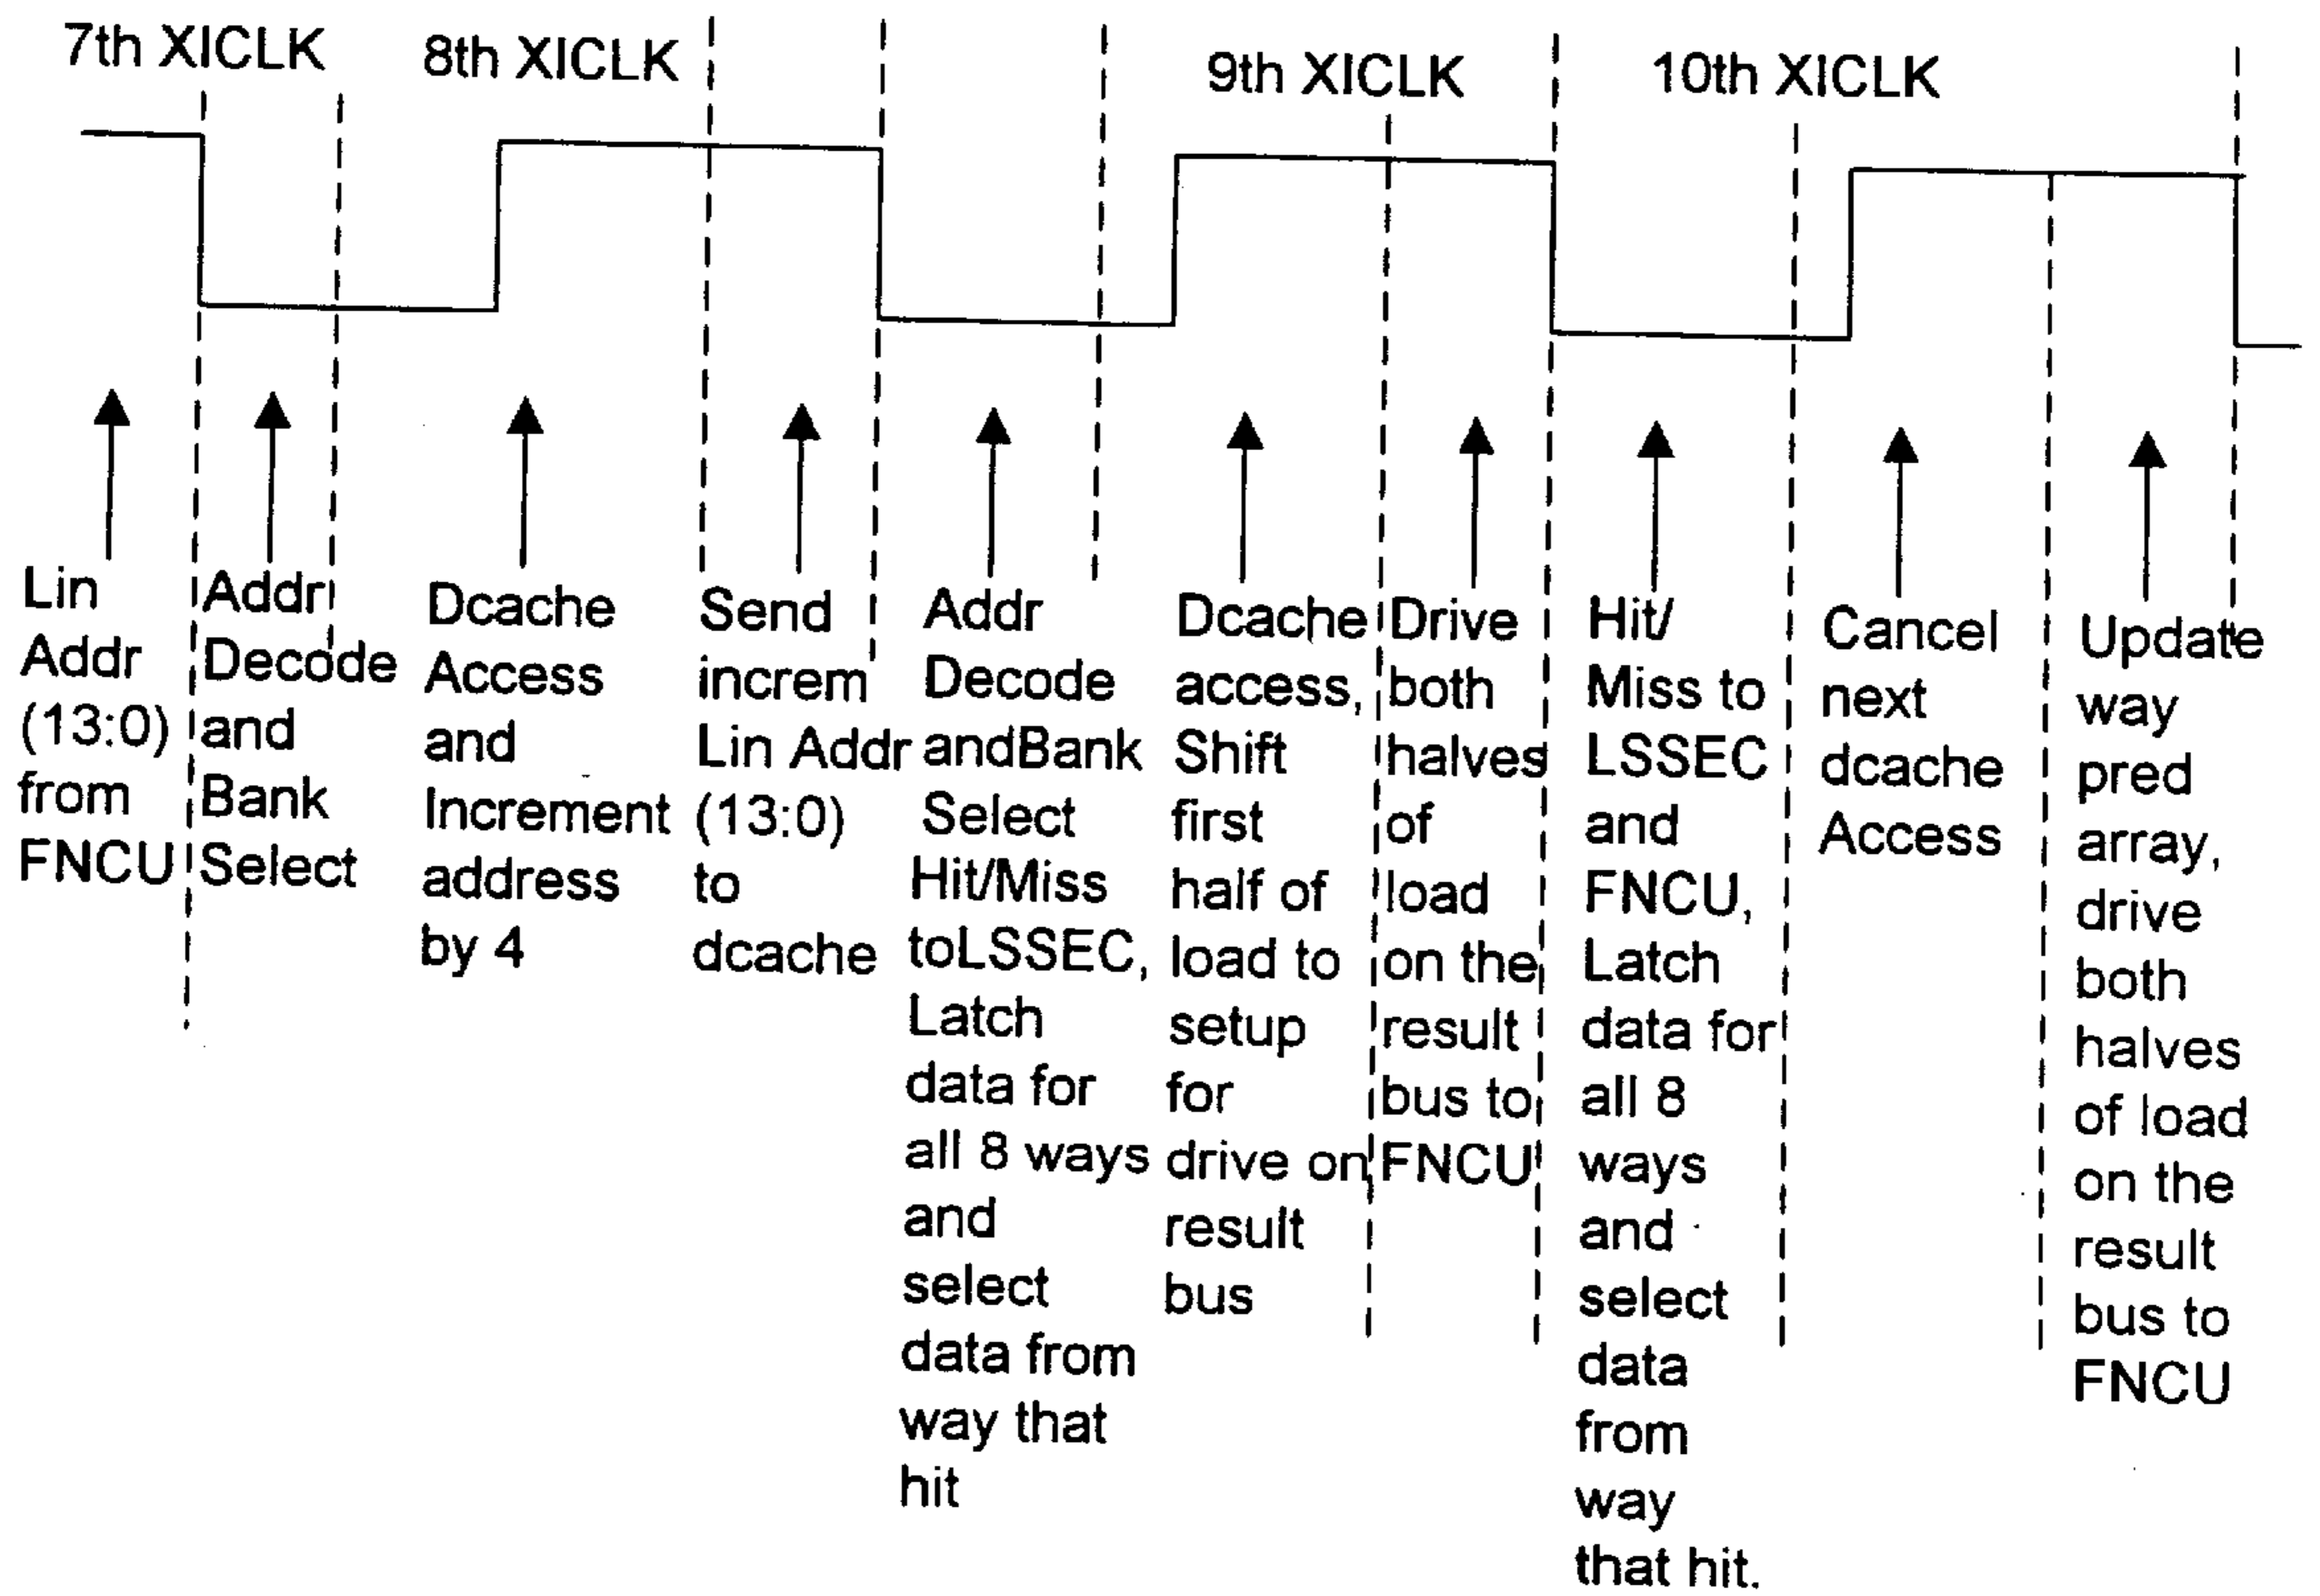 7th XICLK
8th XICLK
9th XICLK
10th XICLK
Lin
Addr
(13:0)
from
FNCU
Addr
Decode
and
Bank
Select
Dcache
Access
and
Increment
address
by 4
Send
increm
Lin Addr
(13:0)
to
dcache
Addr
Decode
andBank
Select
Hit/Miss
toLSSEC,
Latch
data for
all 8 ways
and
select
data from
way that
hit
Dcache
access,
Shift
first
half of
load to
setup
for
drive on
result
bus
Drive
both
halves
of
load
on the
result
bus to
FNCU
Hit/
Miss to
LSSEC
and
FNCU,
Latch
data for
all 8
ways
and
select
data
from
way
that hit.
Cancel
next
dcache
Access
Update
way
pred
array,
drive
both
halves
of load
on the
result
bus to
FNCU